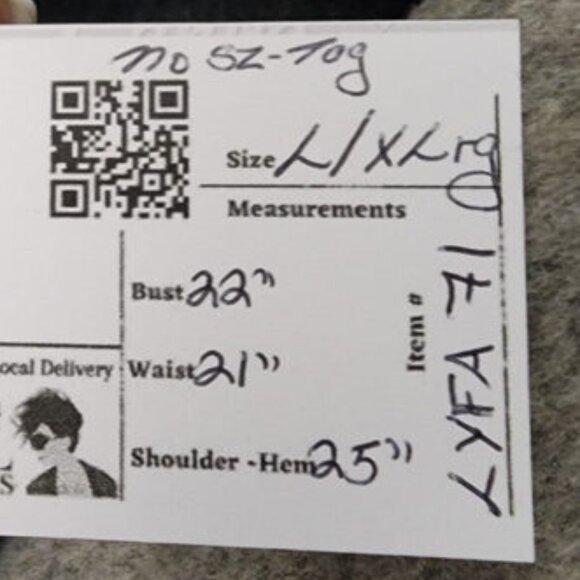 no SZ-Tag
Size L/XLrg
Measurements
Bust 22"
Waist 21"
Shoulder -Hem 25"
Item #
LYFA 71
ocal Delivery
S